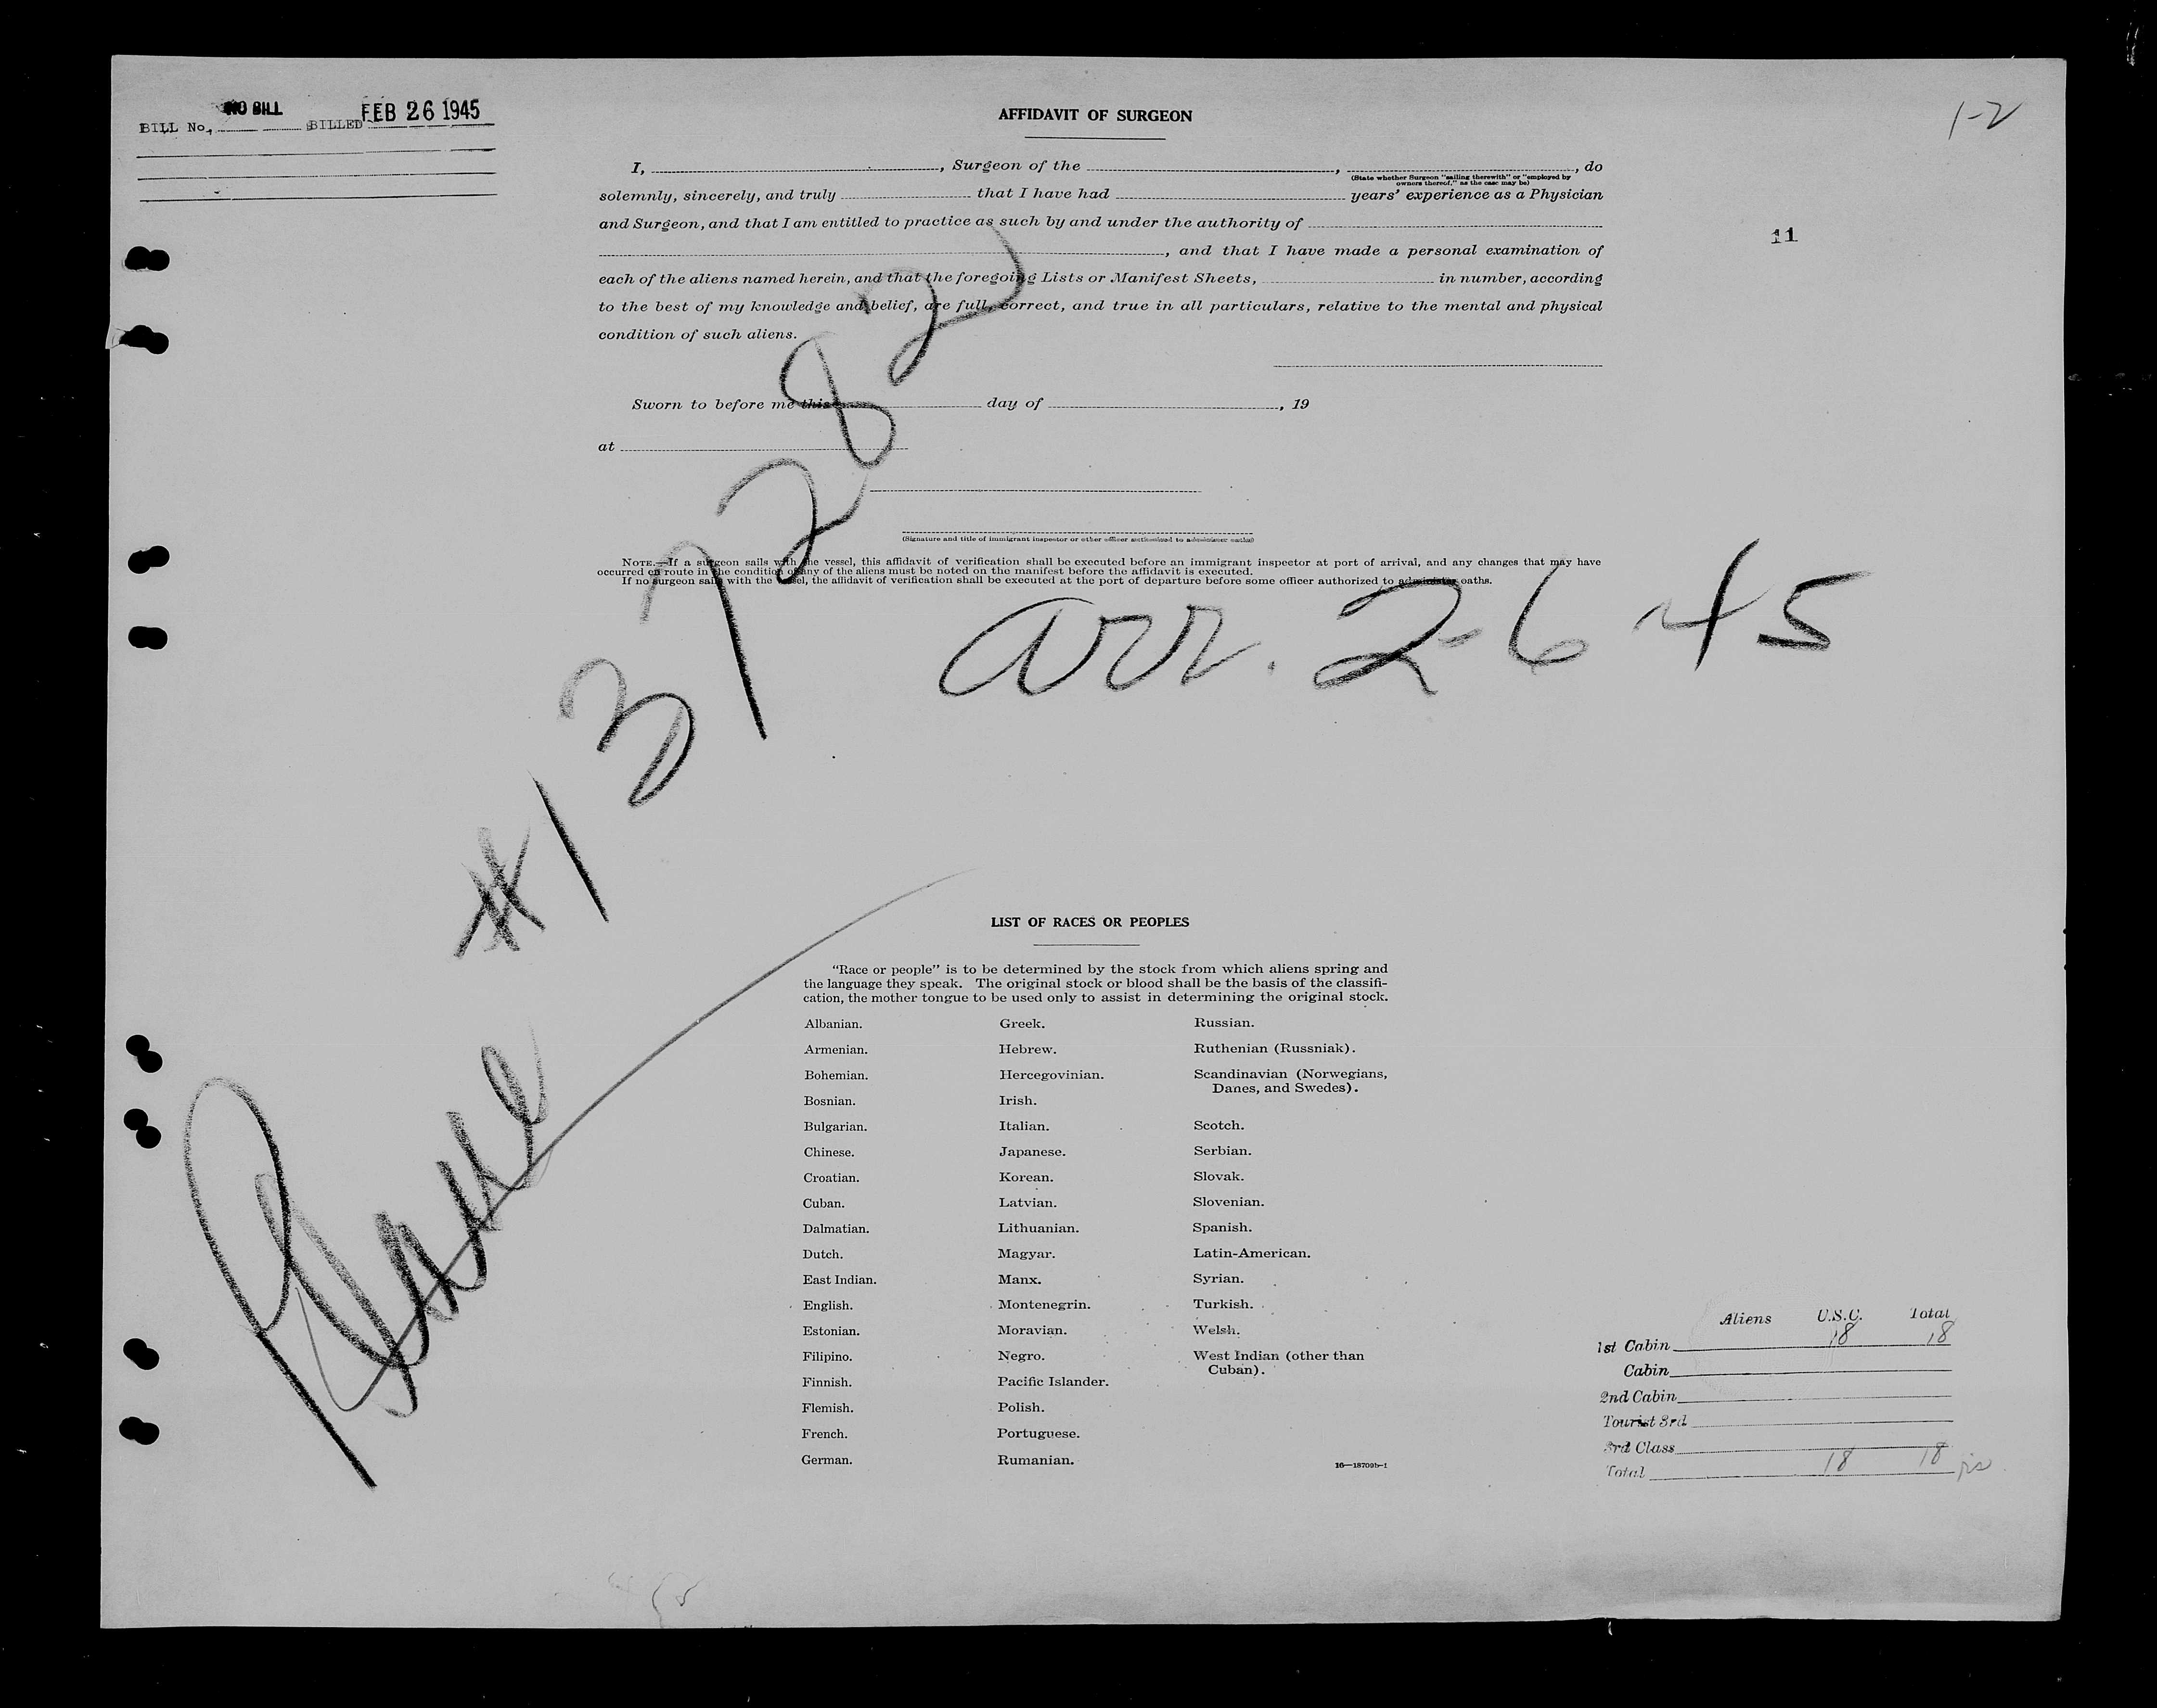 NO BILL
BILL No. BILLED FEB 26 1945
1-2
11
AFFIDAVIT OF SURGEON
I, , Surgeon of the , , do
(State whether Surgeon "sailing therewith" or "employed by
owners thereof," as the case may be)
solemnly, sincerely, and truly that I have had years' experience as a Physician
and Surgeon, and that I am entitled to practice as such by and under the authority of
, and that I have made a personal examination of
each of the aliens named herein, and that the foregoing Lists or Manifest Sheets, in number, according
to the best of my knowledge and belief, are full, correct, and true in all particulars, relative to the mental and physical
condition of such aliens.
Sworn to before me this day of , 19
at
(Signature and title of immigrant inspector or other officer authorized to administer oaths)
NOTE.—If a surgeon sails with the vessel, this affidavit of verification shall be executed before an immigrant inspector at port of arrival, and any changes that may have
occurred en route in the condition of any of the aliens must be noted on the manifest before the affidavit is executed.
If no surgeon sails with the vessel, the affidavit of verification shall be executed at the port of departure before some officer authorized to administer oaths.
#137282
arr. 2-6-45
LIST OF RACES OR PEOPLES
"Race or people" is to be determined by the stock from which aliens spring and
the language they speak. The original stock or blood shall be the basis of the classifi-
cation, the mother tongue to be used only to assist in determining the original stock.
Albanian.
Armenian.
Bohemian.
Bosnian.
Bulgarian.
Chinese.
Croatian.
Cuban.
Dalmatian.
Dutch.
East Indian.
English.
Estonian.
Filipino.
Finnish.
Flemish.
French.
German.
Greek.
Hebrew.
Hercegovinian.
Irish.
Italian.
Japanese.
Korean.
Latvian.
Lithuanian.
Magyar.
Manx.
Montenegrin.
Moravian.
Negro.
Pacific Islander.
Polish.
Portuguese.
Rumanian.
Russian.
Ruthenian (Russniak).
Scandinavian (Norwegians,
Danes, and Swedes).
Scotch.
Serbian.
Slovak.
Slovenian.
Spanish.
Latin-American.
Syrian.
Turkish.
Welsh.
West Indian (other than
Cuban).
16—18709b-1
Aliens U.S.C. Total
1st Cabin 18 18
Cabin
2nd Cabin
Tourist 3rd
3rd Class
Total 18 18